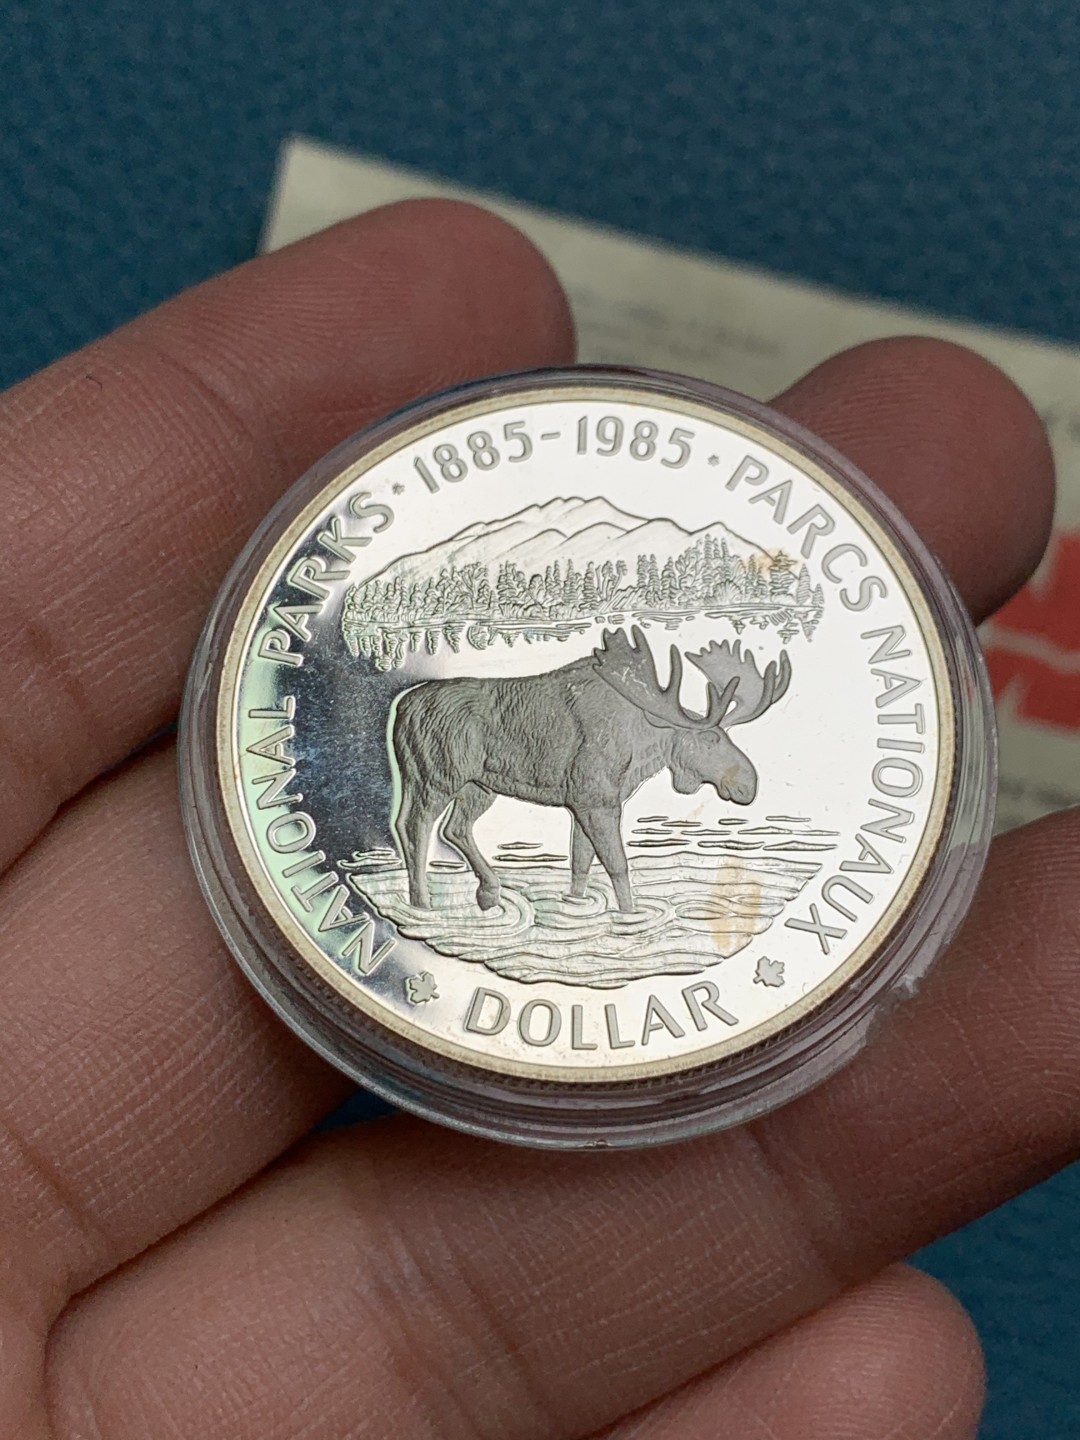 NATIONAL PARKS · 1885-1985 · PARCS NATIONAUX
DOLLAR